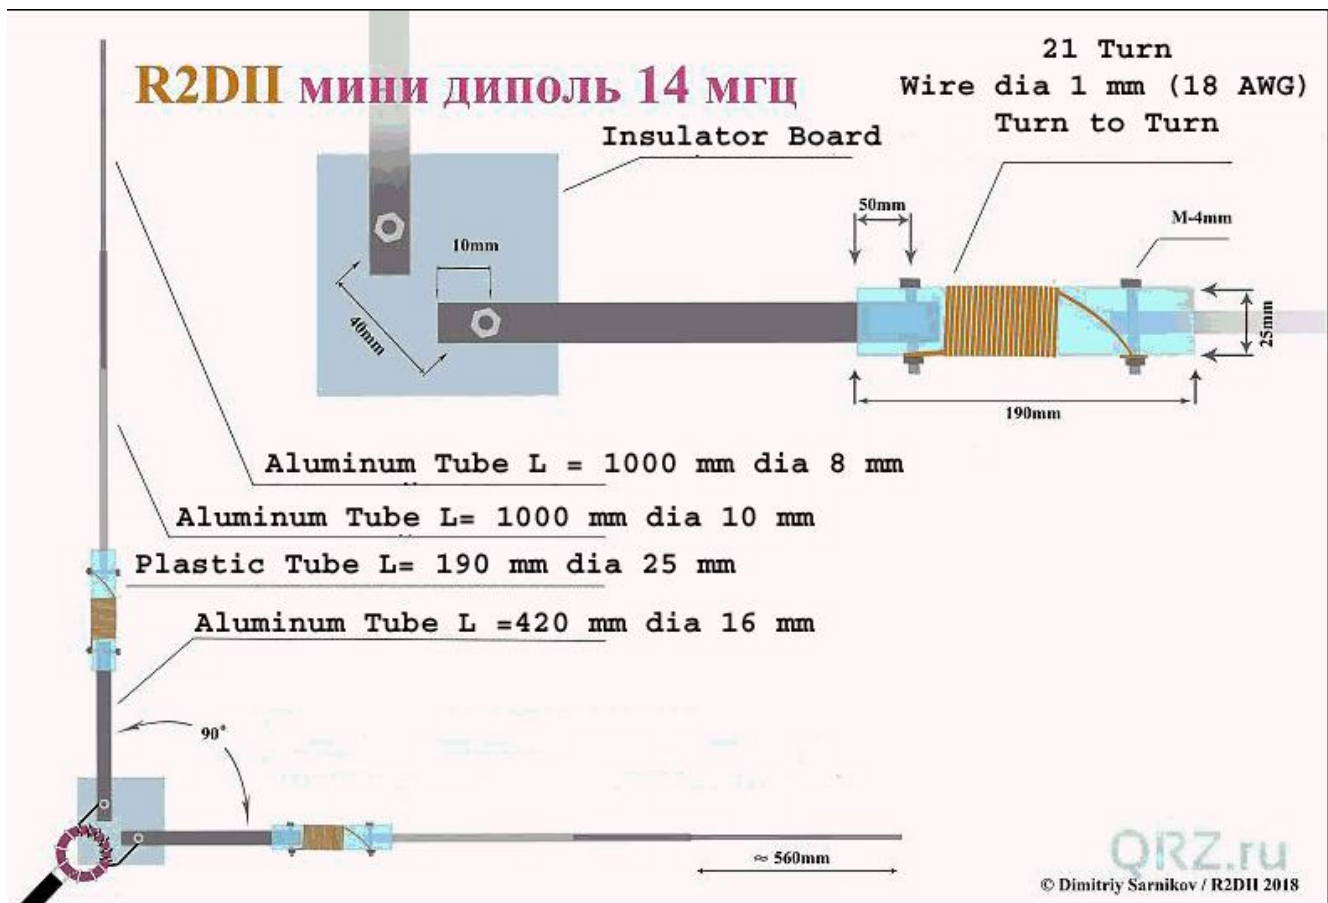 R2DII мини диполь 14 мгц
21 Turn
Wire dia 1 mm (18 AWG)
Turn to Turn
Insulator Board
50mm
M-4mm
10mm
40mm
25mm
190mm
Aluminum Tube L = 1000 mm dia 8 mm
Aluminum Tube L= 1000 mm dia 10 mm
Plastic Tube L= 190 mm dia 25 mm
Aluminum Tube L =420 mm dia 16 mm
90°
≈ 560mm
QRZ.ru
© Dimitriy Sarnikov / R2DII 2018